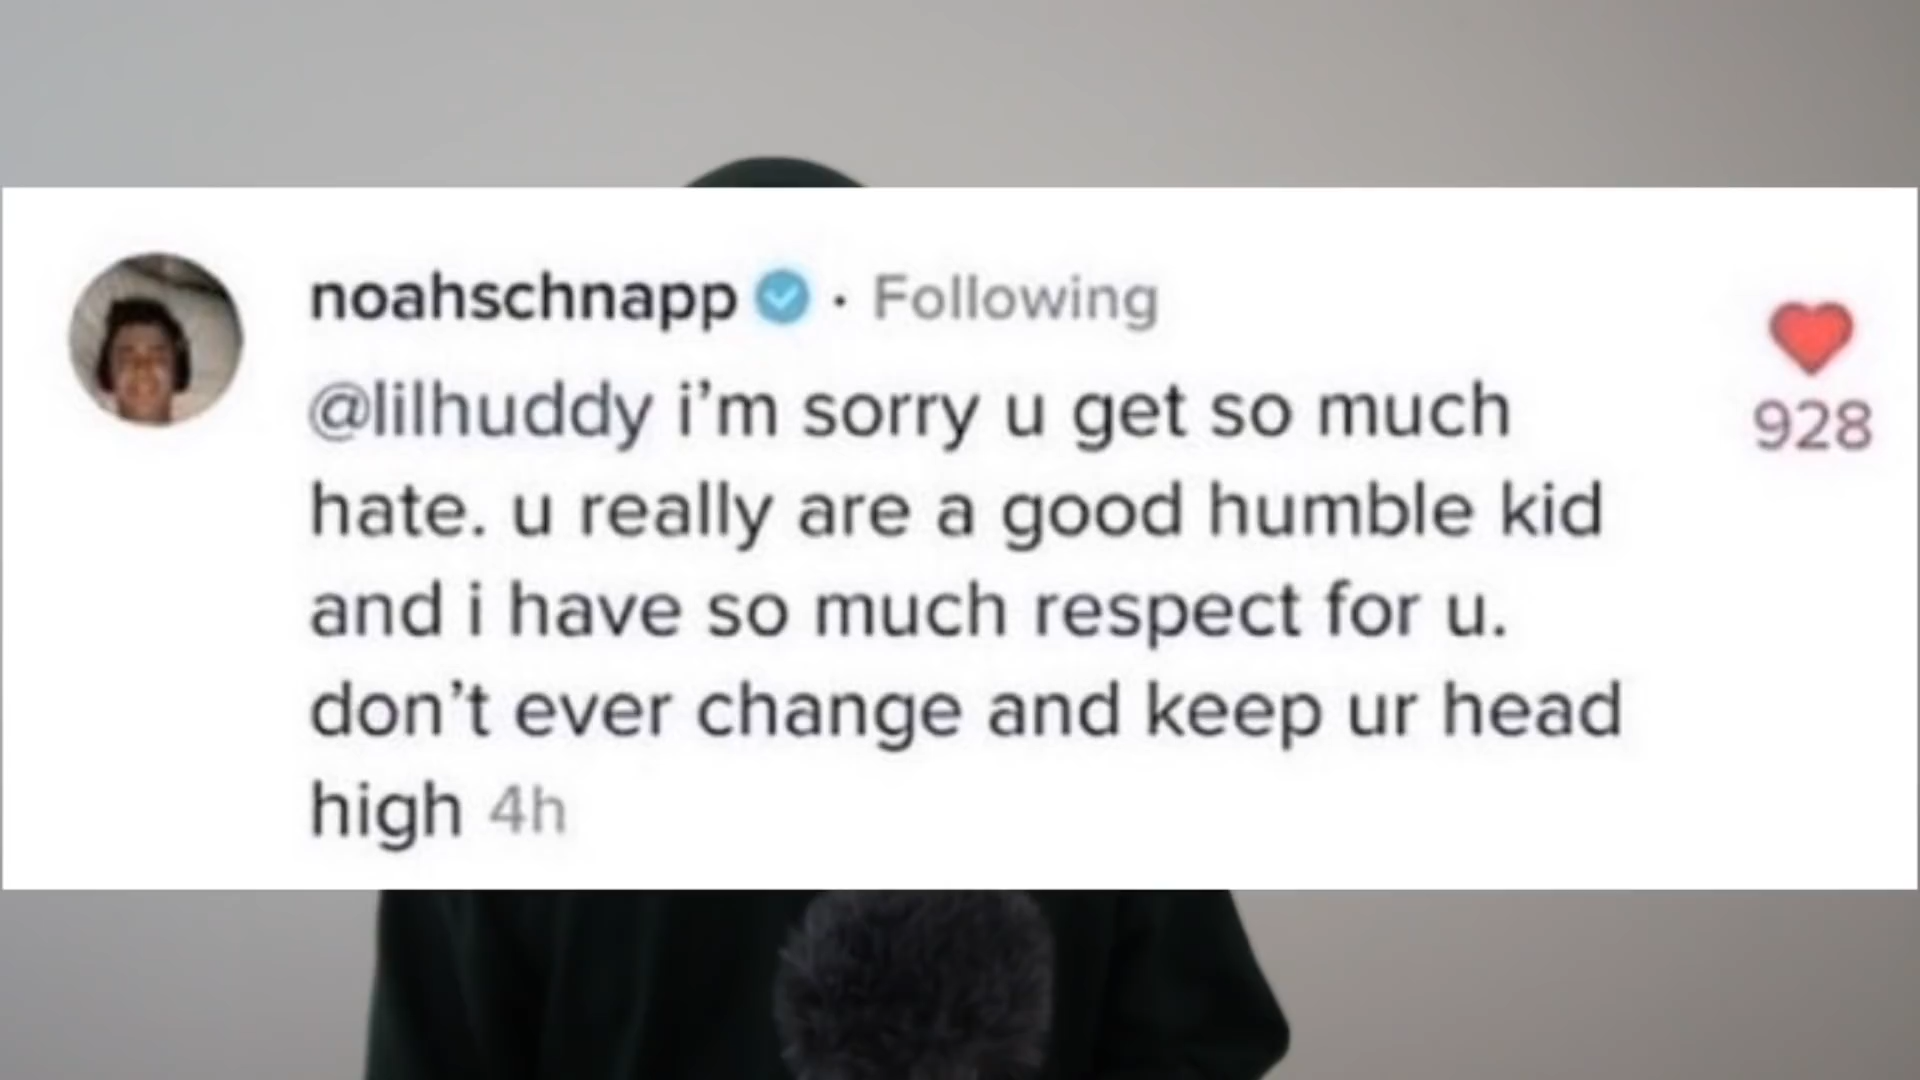 noahschnapp · Following
@lilhuddy i’m sorry u get so much
hate. u really are a good humble kid
and i have so much respect for u.
don’t ever change and keep ur head
high 4h
928